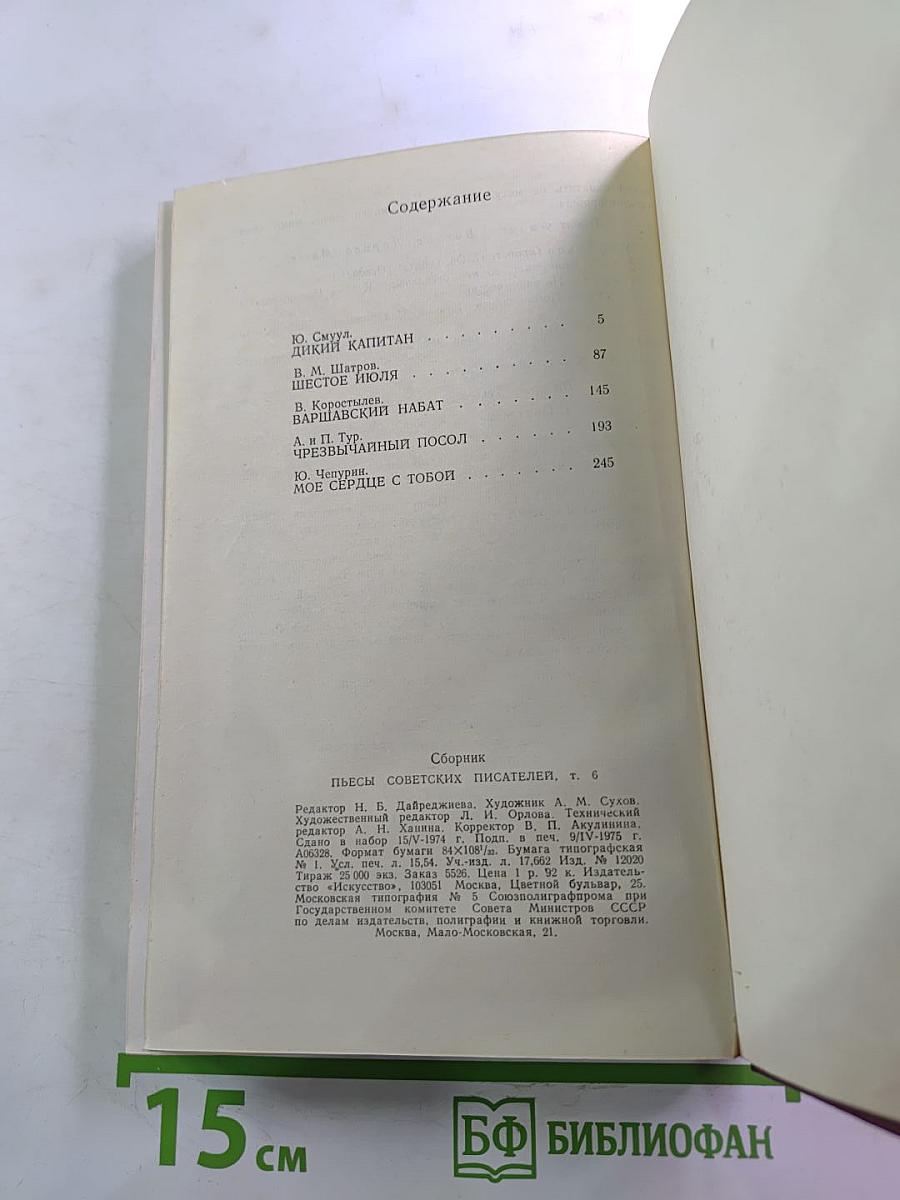 Содержание
Ю. Смуул.
ДИКИЙ КАПИТАН . . . . . . . . . 5
В. М. Шатров.
ШЕСТОЕ ИЮЛЯ . . . . . . . . . . 87
В. Коростылев.
ВАРШАВСКИЙ НАБАТ . . . . . . . 145
А. и П. Тур.
ЧРЕЗВЫЧАЙНЫЙ ПОСОЛ . . . . . . 193
Ю. Чепурин.
МОЕ СЕРДЦЕ С ТОБОЙ . . . . . . . 245
Сборник
ПЬЕСЫ СОВЕТСКИХ ПИСАТЕЛЕЙ, т. 6
Редактор Н. Б. Дайреджиева, Художник А. М. Сухов.
Художественный редактор Л. И. Орлова. Технический
редактор А. Н. Ханина. Корректор В. П. Акулинина.
Сдано в набор 15/V-1974 г. Подп. в печ. 9/IV-1975 г.
А06328. Формат бумаги 84×108¹/₃₂. Бумага типографская
№ 1. Усл. печ. л. 15,54. Уч.-изд. л. 17,662 Изд. № 12020
Тираж 25 000 экз. Заказ 5526. Цена 1 р. 92 к. Издатель-
ство «Искусство», 103051 Москва, Цветной бульвар, 25.
Московская типография № 5 Союзполиграфпрома при
Государственном комитете Совета Министров СССР
по делам издательств, полиграфии и книжной торговли.
Москва, Мало-Московская, 21.
15 см
БФ БИБЛИОФАН